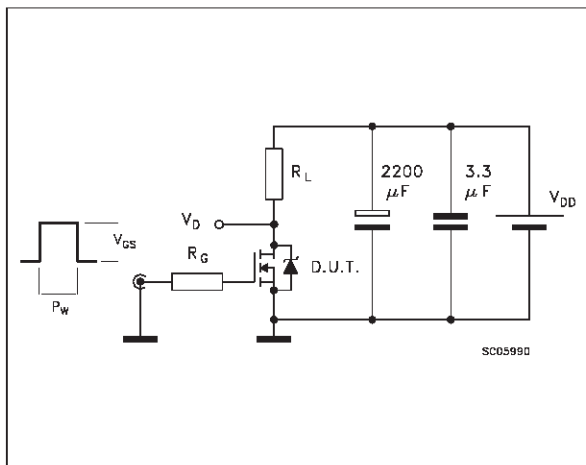 R_L
2200
µF
3.3
µF
V_DD
V_D
V_GS
R_G
D.U.T.
P_W
SC05990